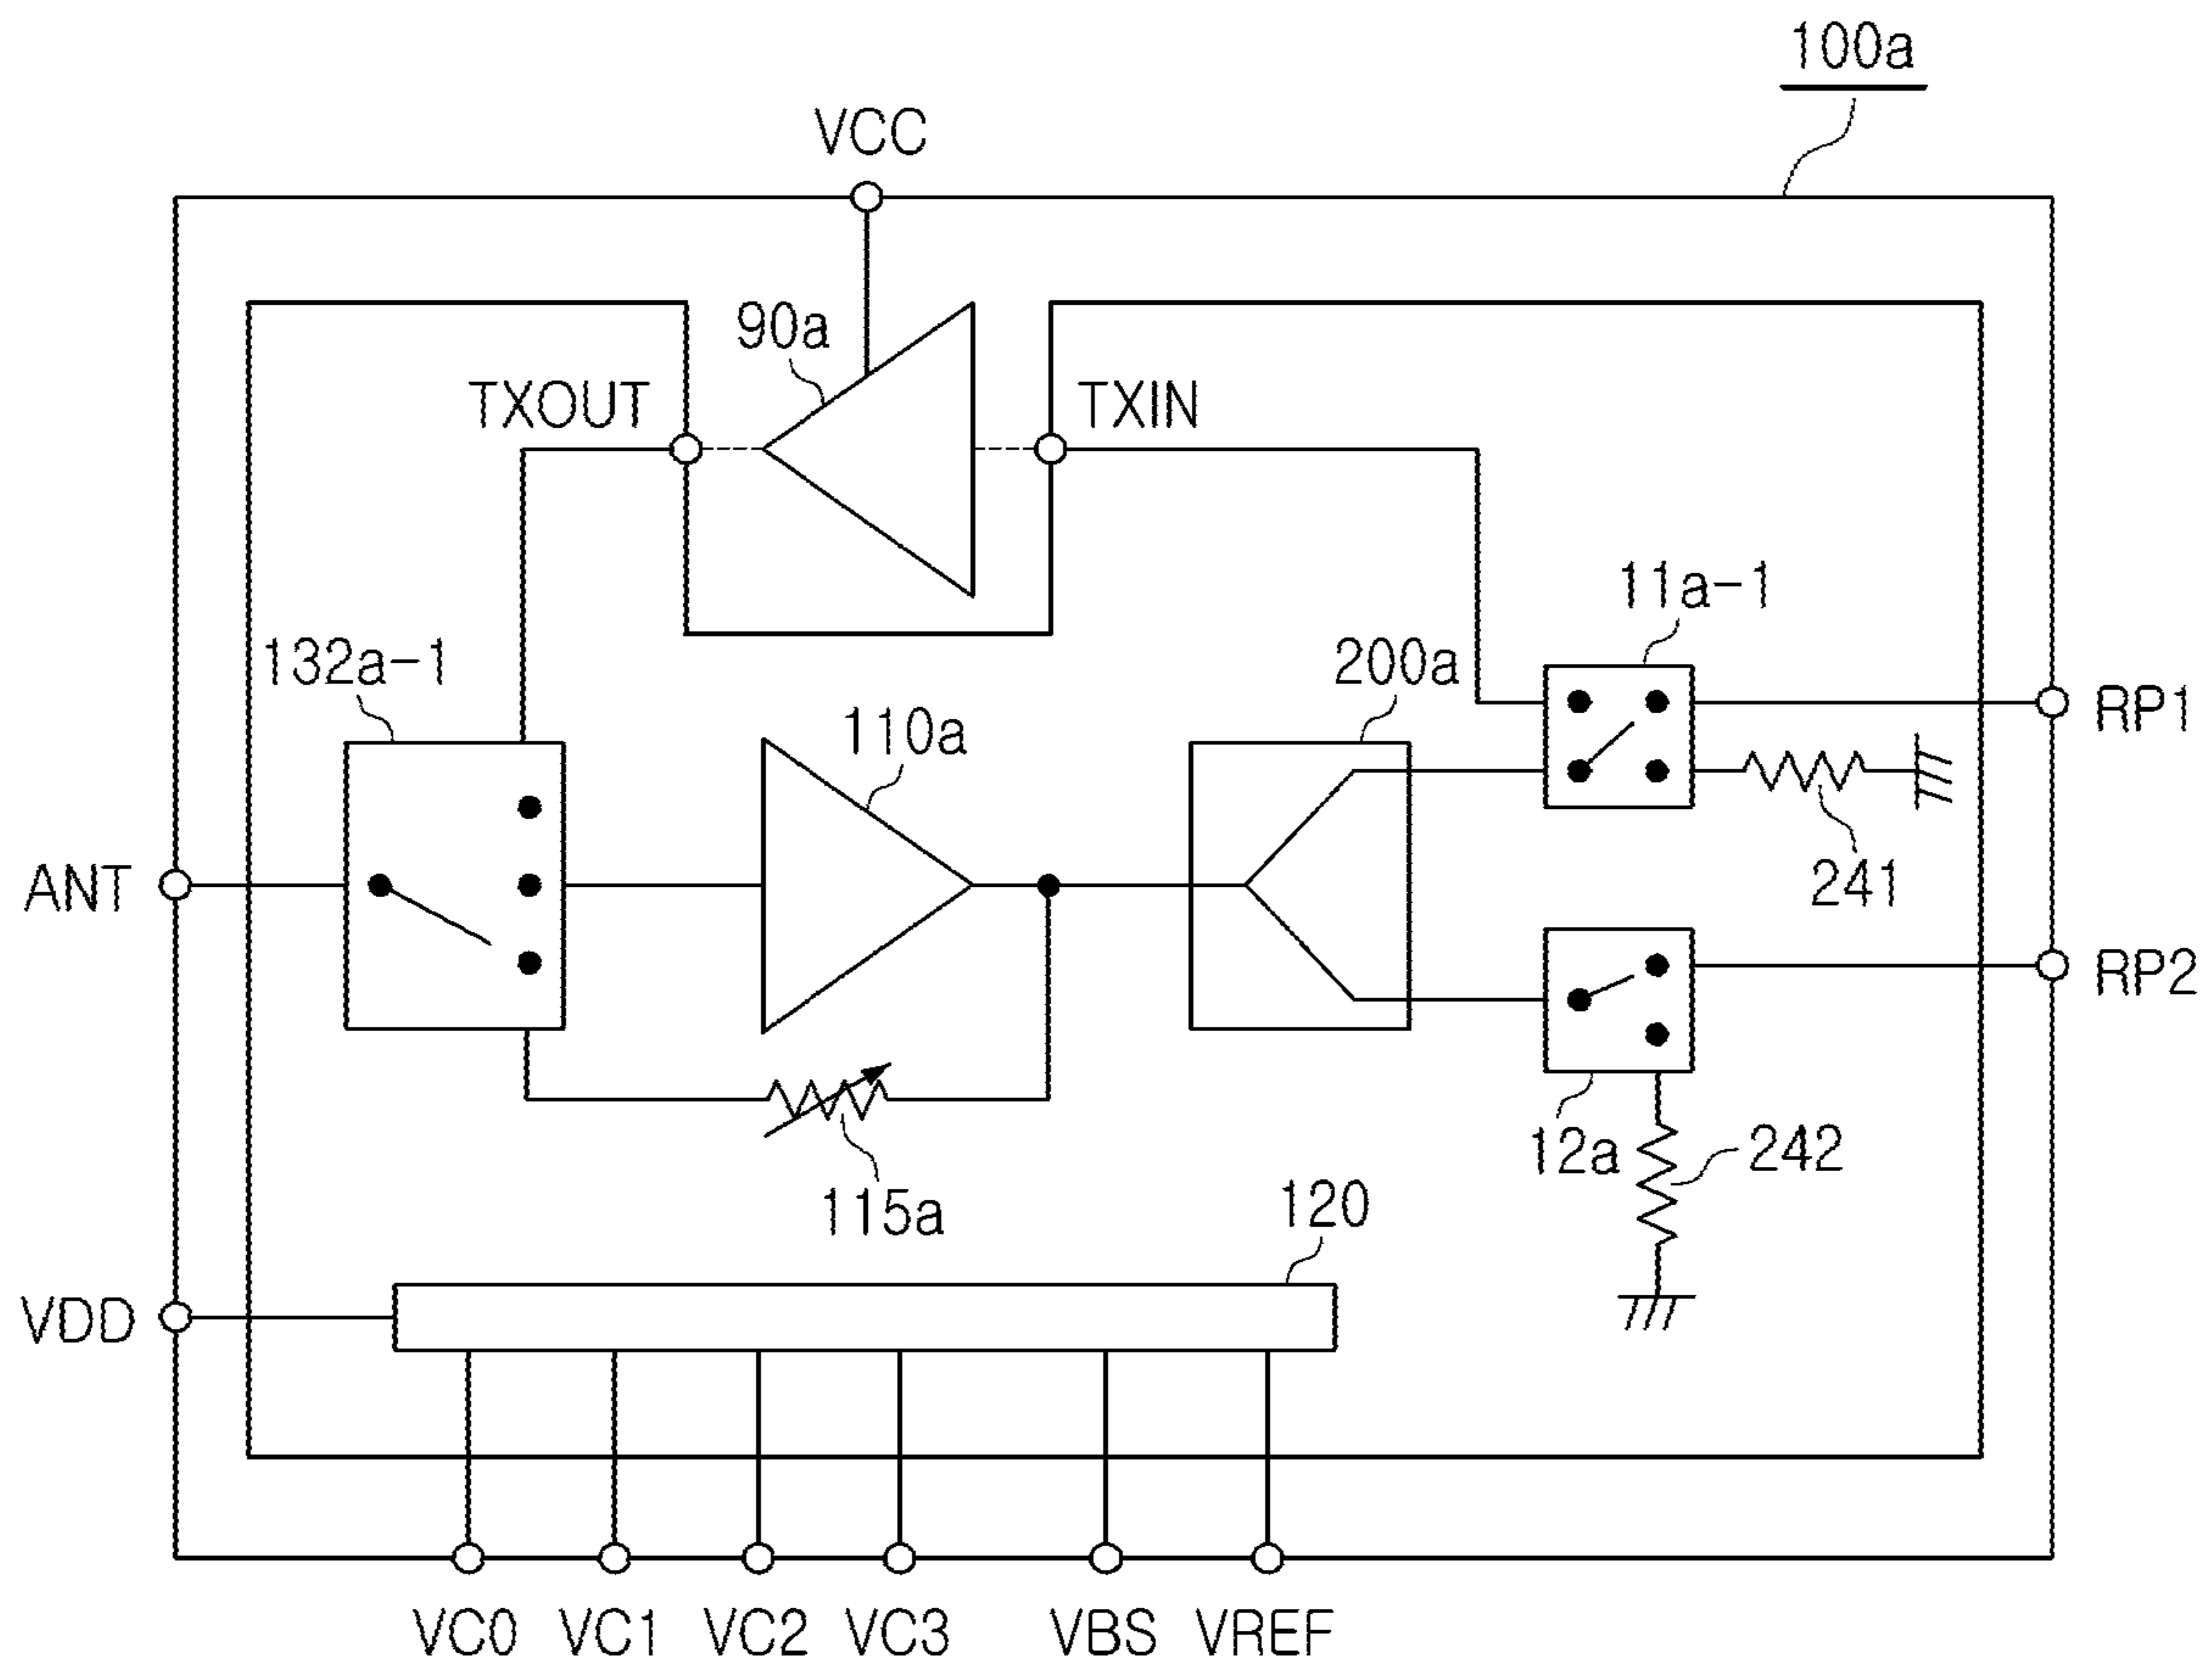 100a
VCC
90a
TXOUT
TXIN
11a-1
132a-1
200a
110a
RP1
ANT
241
RP2
12a
242
115a
120
VDD
VC0 VC1 VC2 VC3 VBS VREF